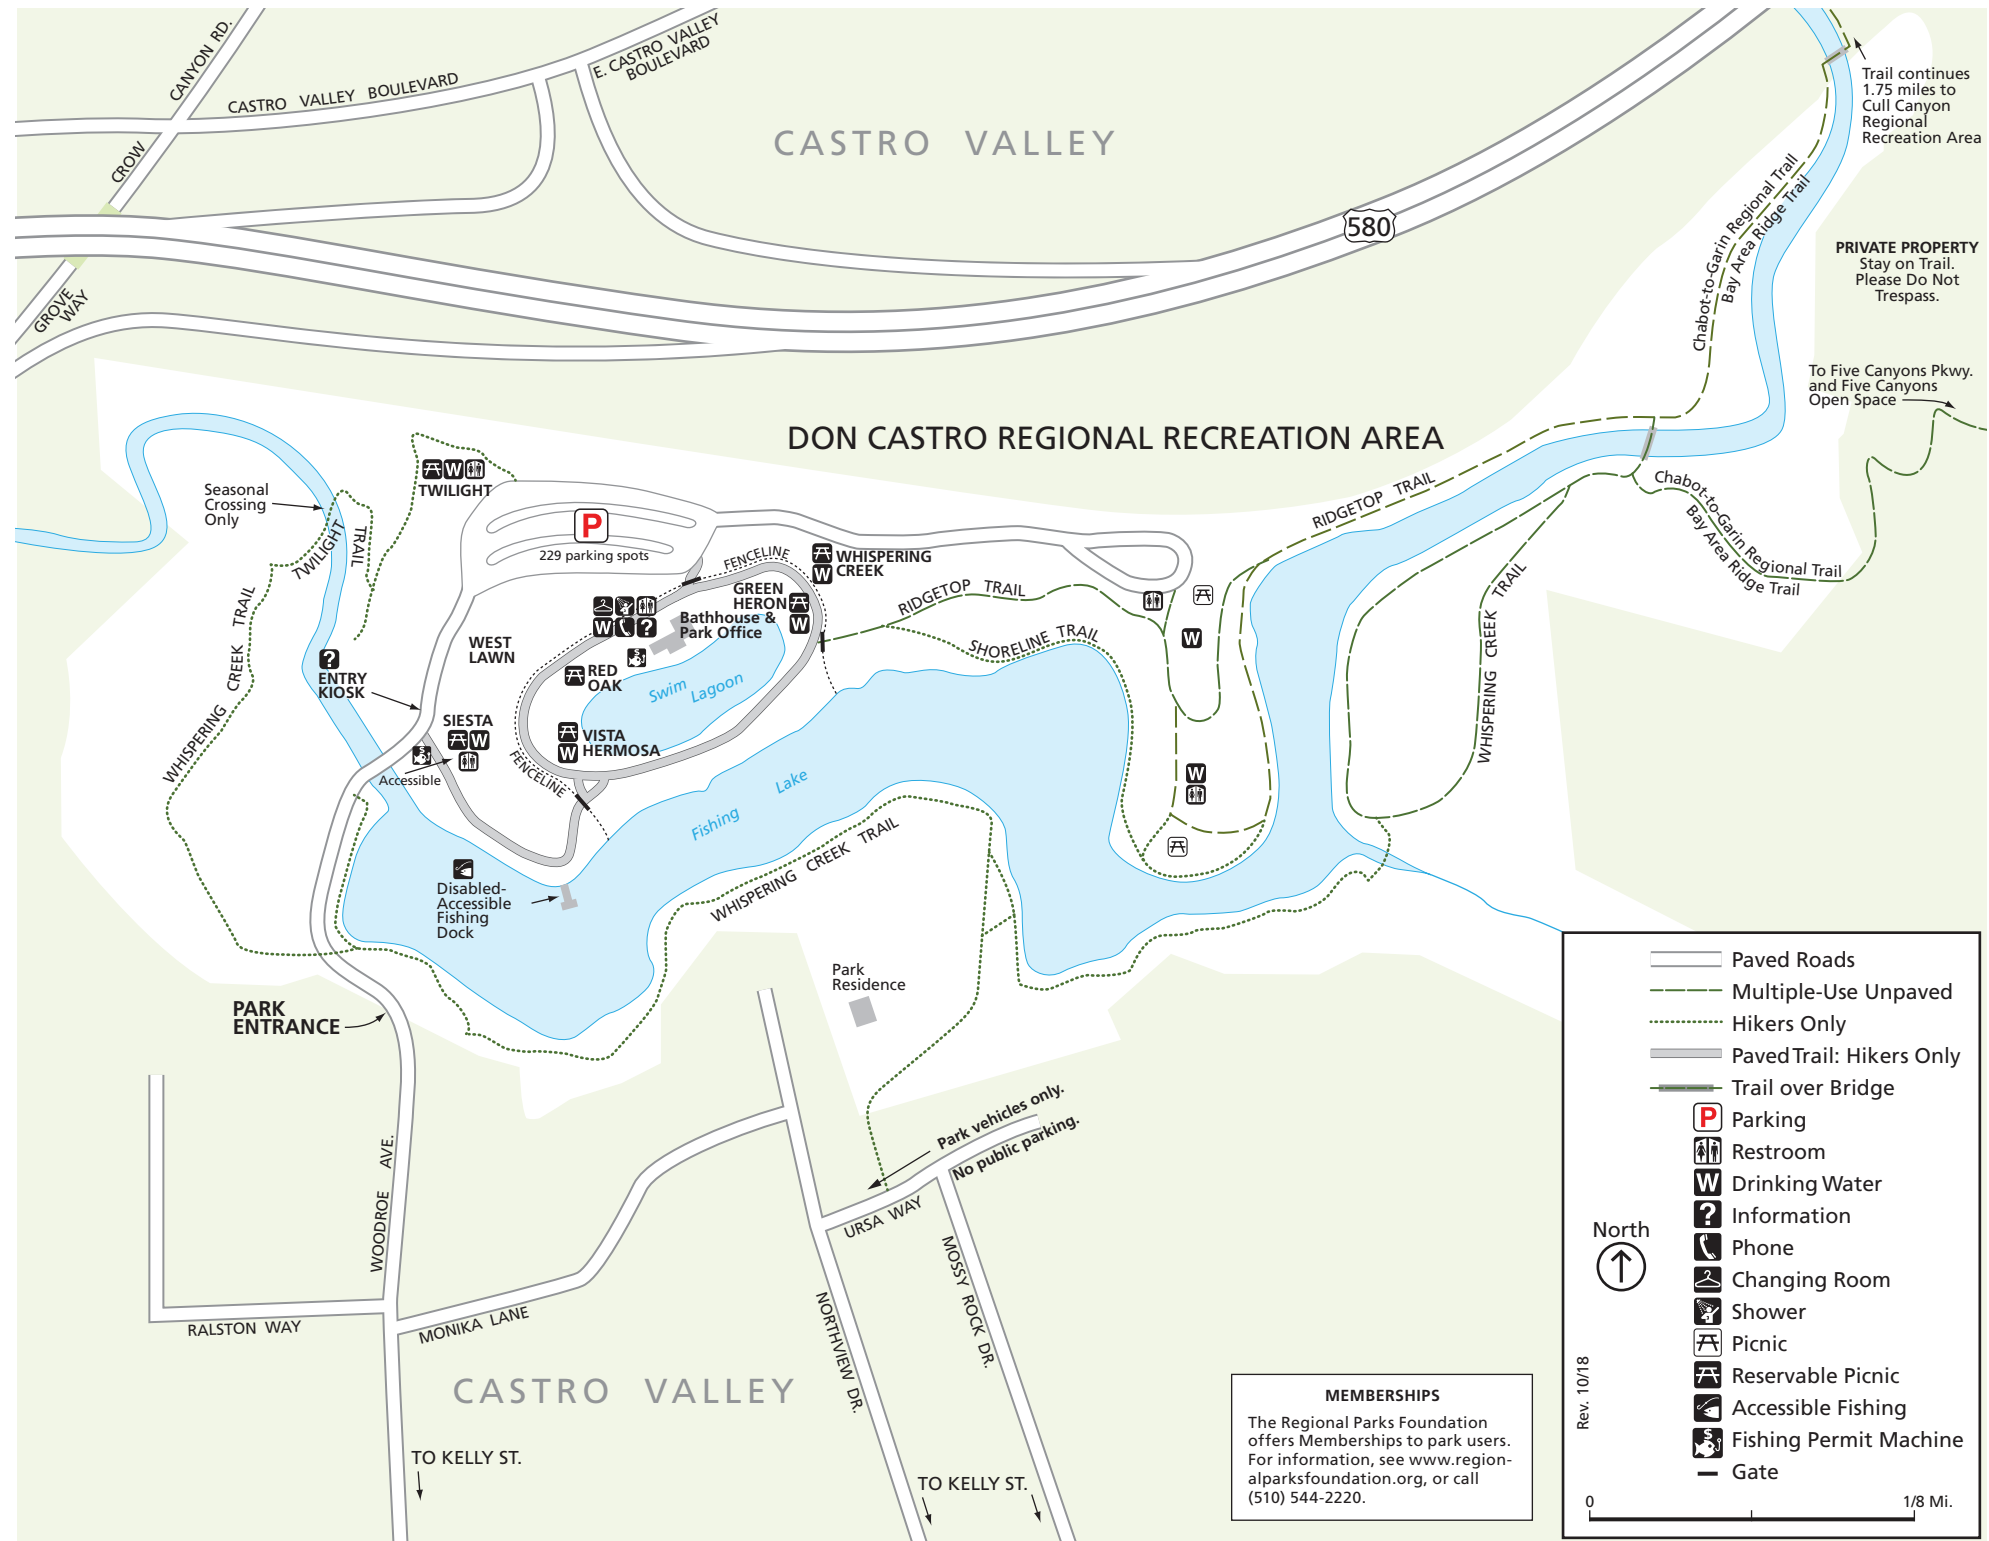 CANYON RD.
CROW
CASTRO VALLEY BOULEVARD
E. CASTRO VALLEY
BOULEVARD
CASTRO VALLEY
580
GROVE
WAY
Trail continues
1.75 miles to
Cull Canyon
Regional
Recreation Area
Chabot-to-Garin Regional Trail
Bay Area Ridge Trail
PRIVATE PROPERTY
Stay on Trail.
Please Do Not
Trespass.
To Five Canyons Pkwy.
and Five Canyons
Open Space
DON CASTRO REGIONAL RECREATION AREA
Seasonal
Crossing
Only
W
TWILIGHT
TWILIGHT
TRAIL
P
229 parking spots
FENCELINE
W
WHISPERING
CREEK
GREEN
HERON
W
W ?
Bathhouse &
Park Office
$
RIDGETOP TRAIL
RIDGETOP TRAIL
SHORELINE TRAIL
W
Chabot-to-Garin Regional Trail
Bay Area Ridge Trail
WHISPERING CREEK TRAIL
WHISPERING CREEK TRAIL
WEST
LAWN
?
ENTRY
KIOSK
RED
OAK
Swim
Lagoon
SIESTA
W
$
Accessible
W
VISTA
HERMOSA
FENCELINE
W
Fishing
Lake
WHISPERING CREEK TRAIL
Disabled-
Accessible
Fishing
Dock
Park
Residence
PARK
ENTRANCE
Park vehicles only.
No public parking.
WOODROE AVE.
URSA WAY
MOSSY ROCK DR.
NORTHVIEW DR.
RALSTON WAY
MONIKA LANE
CASTRO VALLEY
TO KELLY ST.
TO KELLY ST.
MEMBERSHIPS
The Regional Parks Foundation
offers Memberships to park users.
For information, see www.region-
alparksfoundation.org, or call
(510) 544-2220.
Paved Roads
Multiple-Use Unpaved
Hikers Only
Paved Trail: Hikers Only
Trail over Bridge
P Parking
Restroom
W Drinking Water
? Information
Phone
Changing Room
Shower
Picnic
Reservable Picnic
Accessible Fishing
$ Fishing Permit Machine
Gate
North
Rev. 10/18
0 1/8 Mi.